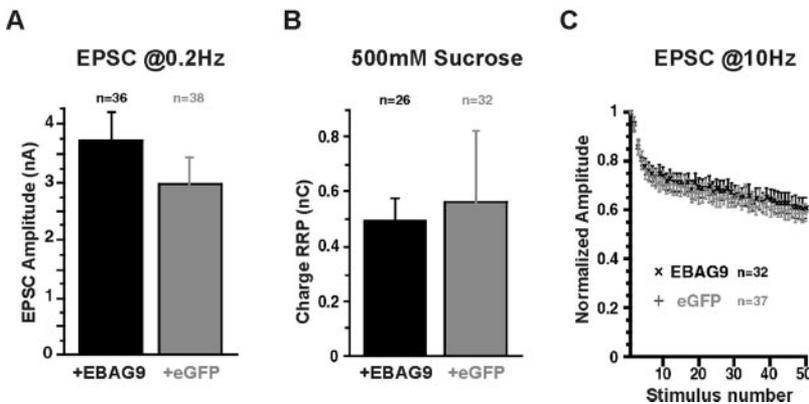 A
EPSC @0.2Hz
n=36 n=38
EPSC Amplitude (nA)
4
3
2
1
0
+EBAG9 +eGFP
B
500mM Sucrose
n=26 n=32
Charge RRP (nC)
0.8
0.6
0.4
0.2
0
+EBAG9 +eGFP
C
EPSC @10Hz
Normalized Amplitude
1
0.8
0.6
0.4
0.2
0
× EBAG9 n=32
+ eGFP n=37
10 20 30 40 50
Stimulus number